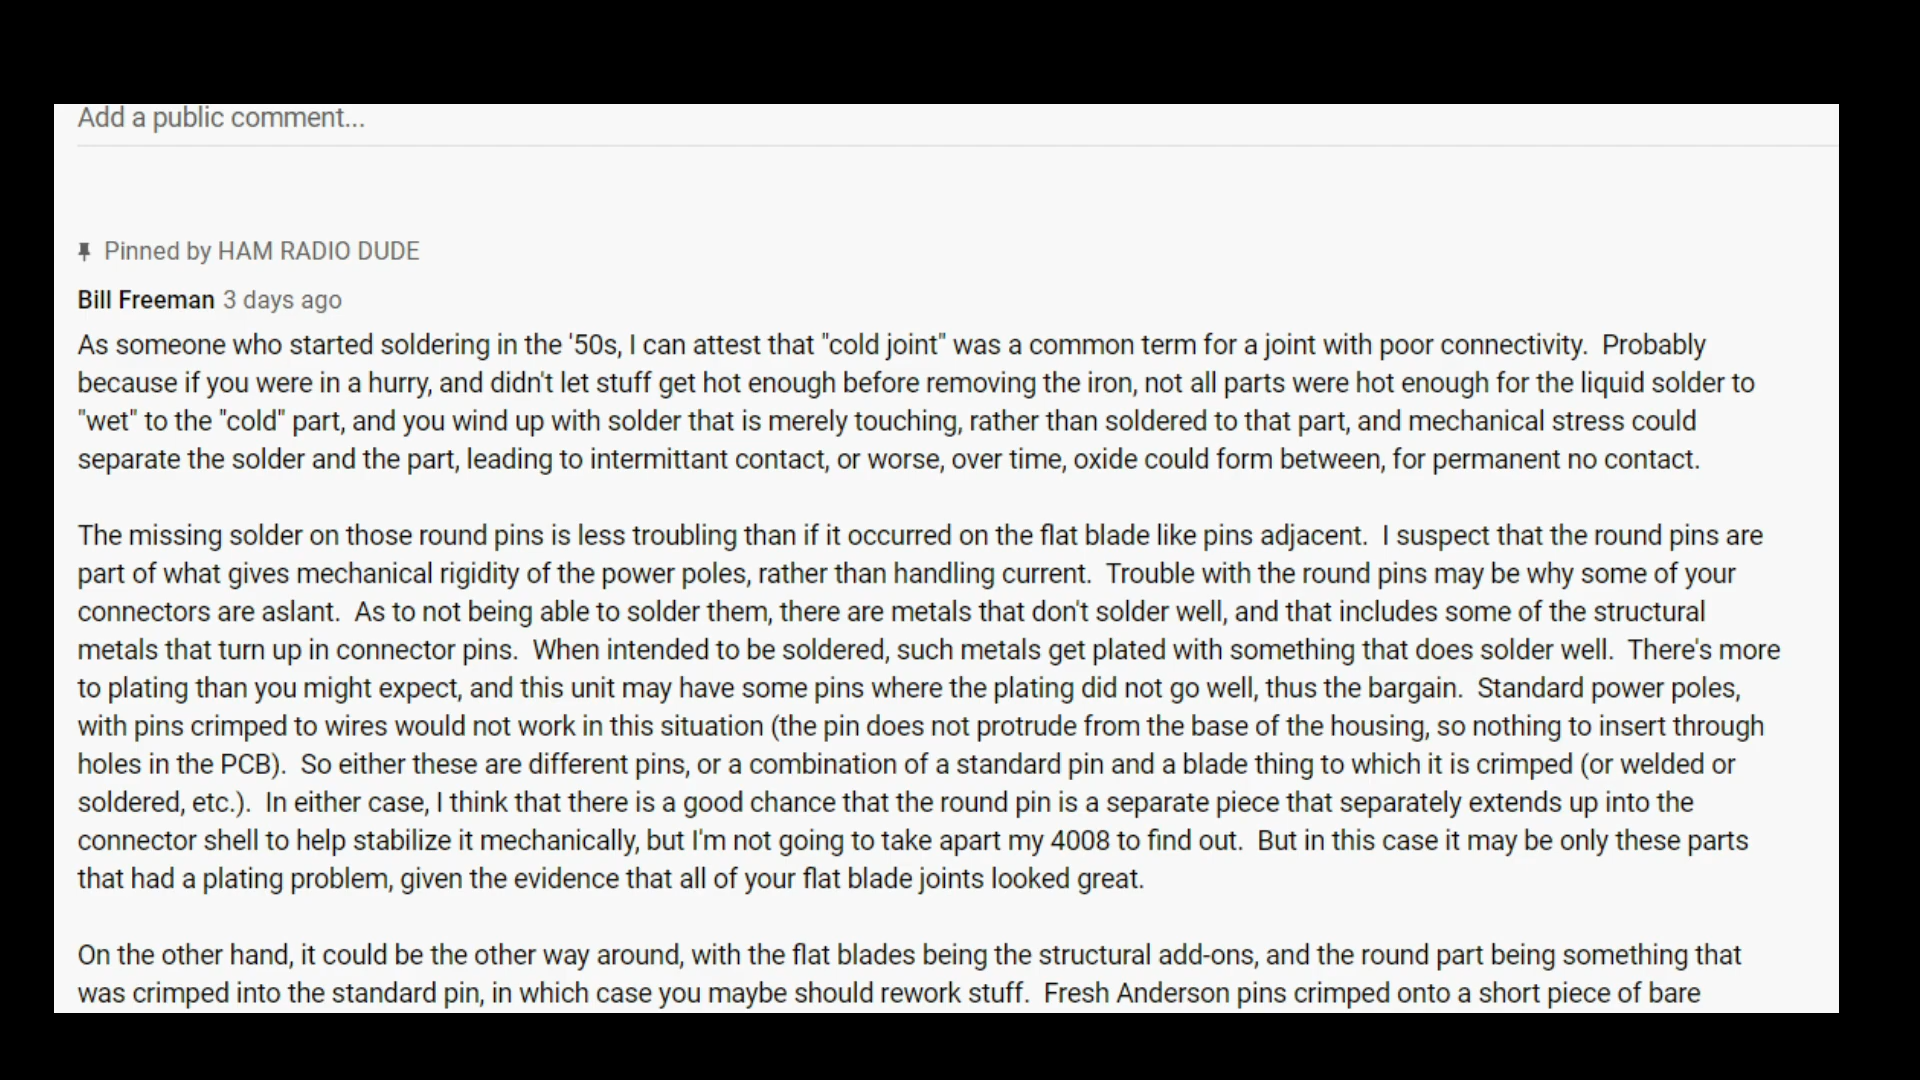 Add a public comment...
Pinned by HAM RADIO DUDE
Bill Freeman 3 days ago
As someone who started soldering in the '50s, I can attest that "cold joint" was a common term for a joint with poor connectivity.  Probably
because if you were in a hurry, and didn't let stuff get hot enough before removing the iron, not all parts were hot enough for the liquid solder to
"wet" to the "cold" part, and you wind up with solder that is merely touching, rather than soldered to that part, and mechanical stress could
separate the solder and the part, leading to intermittant contact, or worse, over time, oxide could form between, for permanent no contact.
The missing solder on those round pins is less troubling than if it occurred on the flat blade like pins adjacent.  I suspect that the round pins are
part of what gives mechanical rigidity of the power poles, rather than handling current.  Trouble with the round pins may be why some of your
connectors are aslant.  As to not being able to solder them, there are metals that don't solder well, and that includes some of the structural
metals that turn up in connector pins.  When intended to be soldered, such metals get plated with something that does solder well.  There's more
to plating than you might expect, and this unit may have some pins where the plating did not go well, thus the bargain.  Standard power poles,
with pins crimped to wires would not work in this situation (the pin does not protrude from the base of the housing, so nothing to insert through
holes in the PCB).  So either these are different pins, or a combination of a standard pin and a blade thing to which it is crimped (or welded or
soldered, etc.).  In either case, I think that there is a good chance that the round pin is a separate piece that separately extends up into the
connector shell to help stabilize it mechanically, but I'm not going to take apart my 4008 to find out.  But in this case it may be only these parts
that had a plating problem, given the evidence that all of your flat blade joints looked great.
On the other hand, it could be the other way around, with the flat blades being the structural add-ons, and the round part being something that
was crimped into the standard pin, in which case you maybe should rework stuff.  Fresh Anderson pins crimped onto a short piece of bare